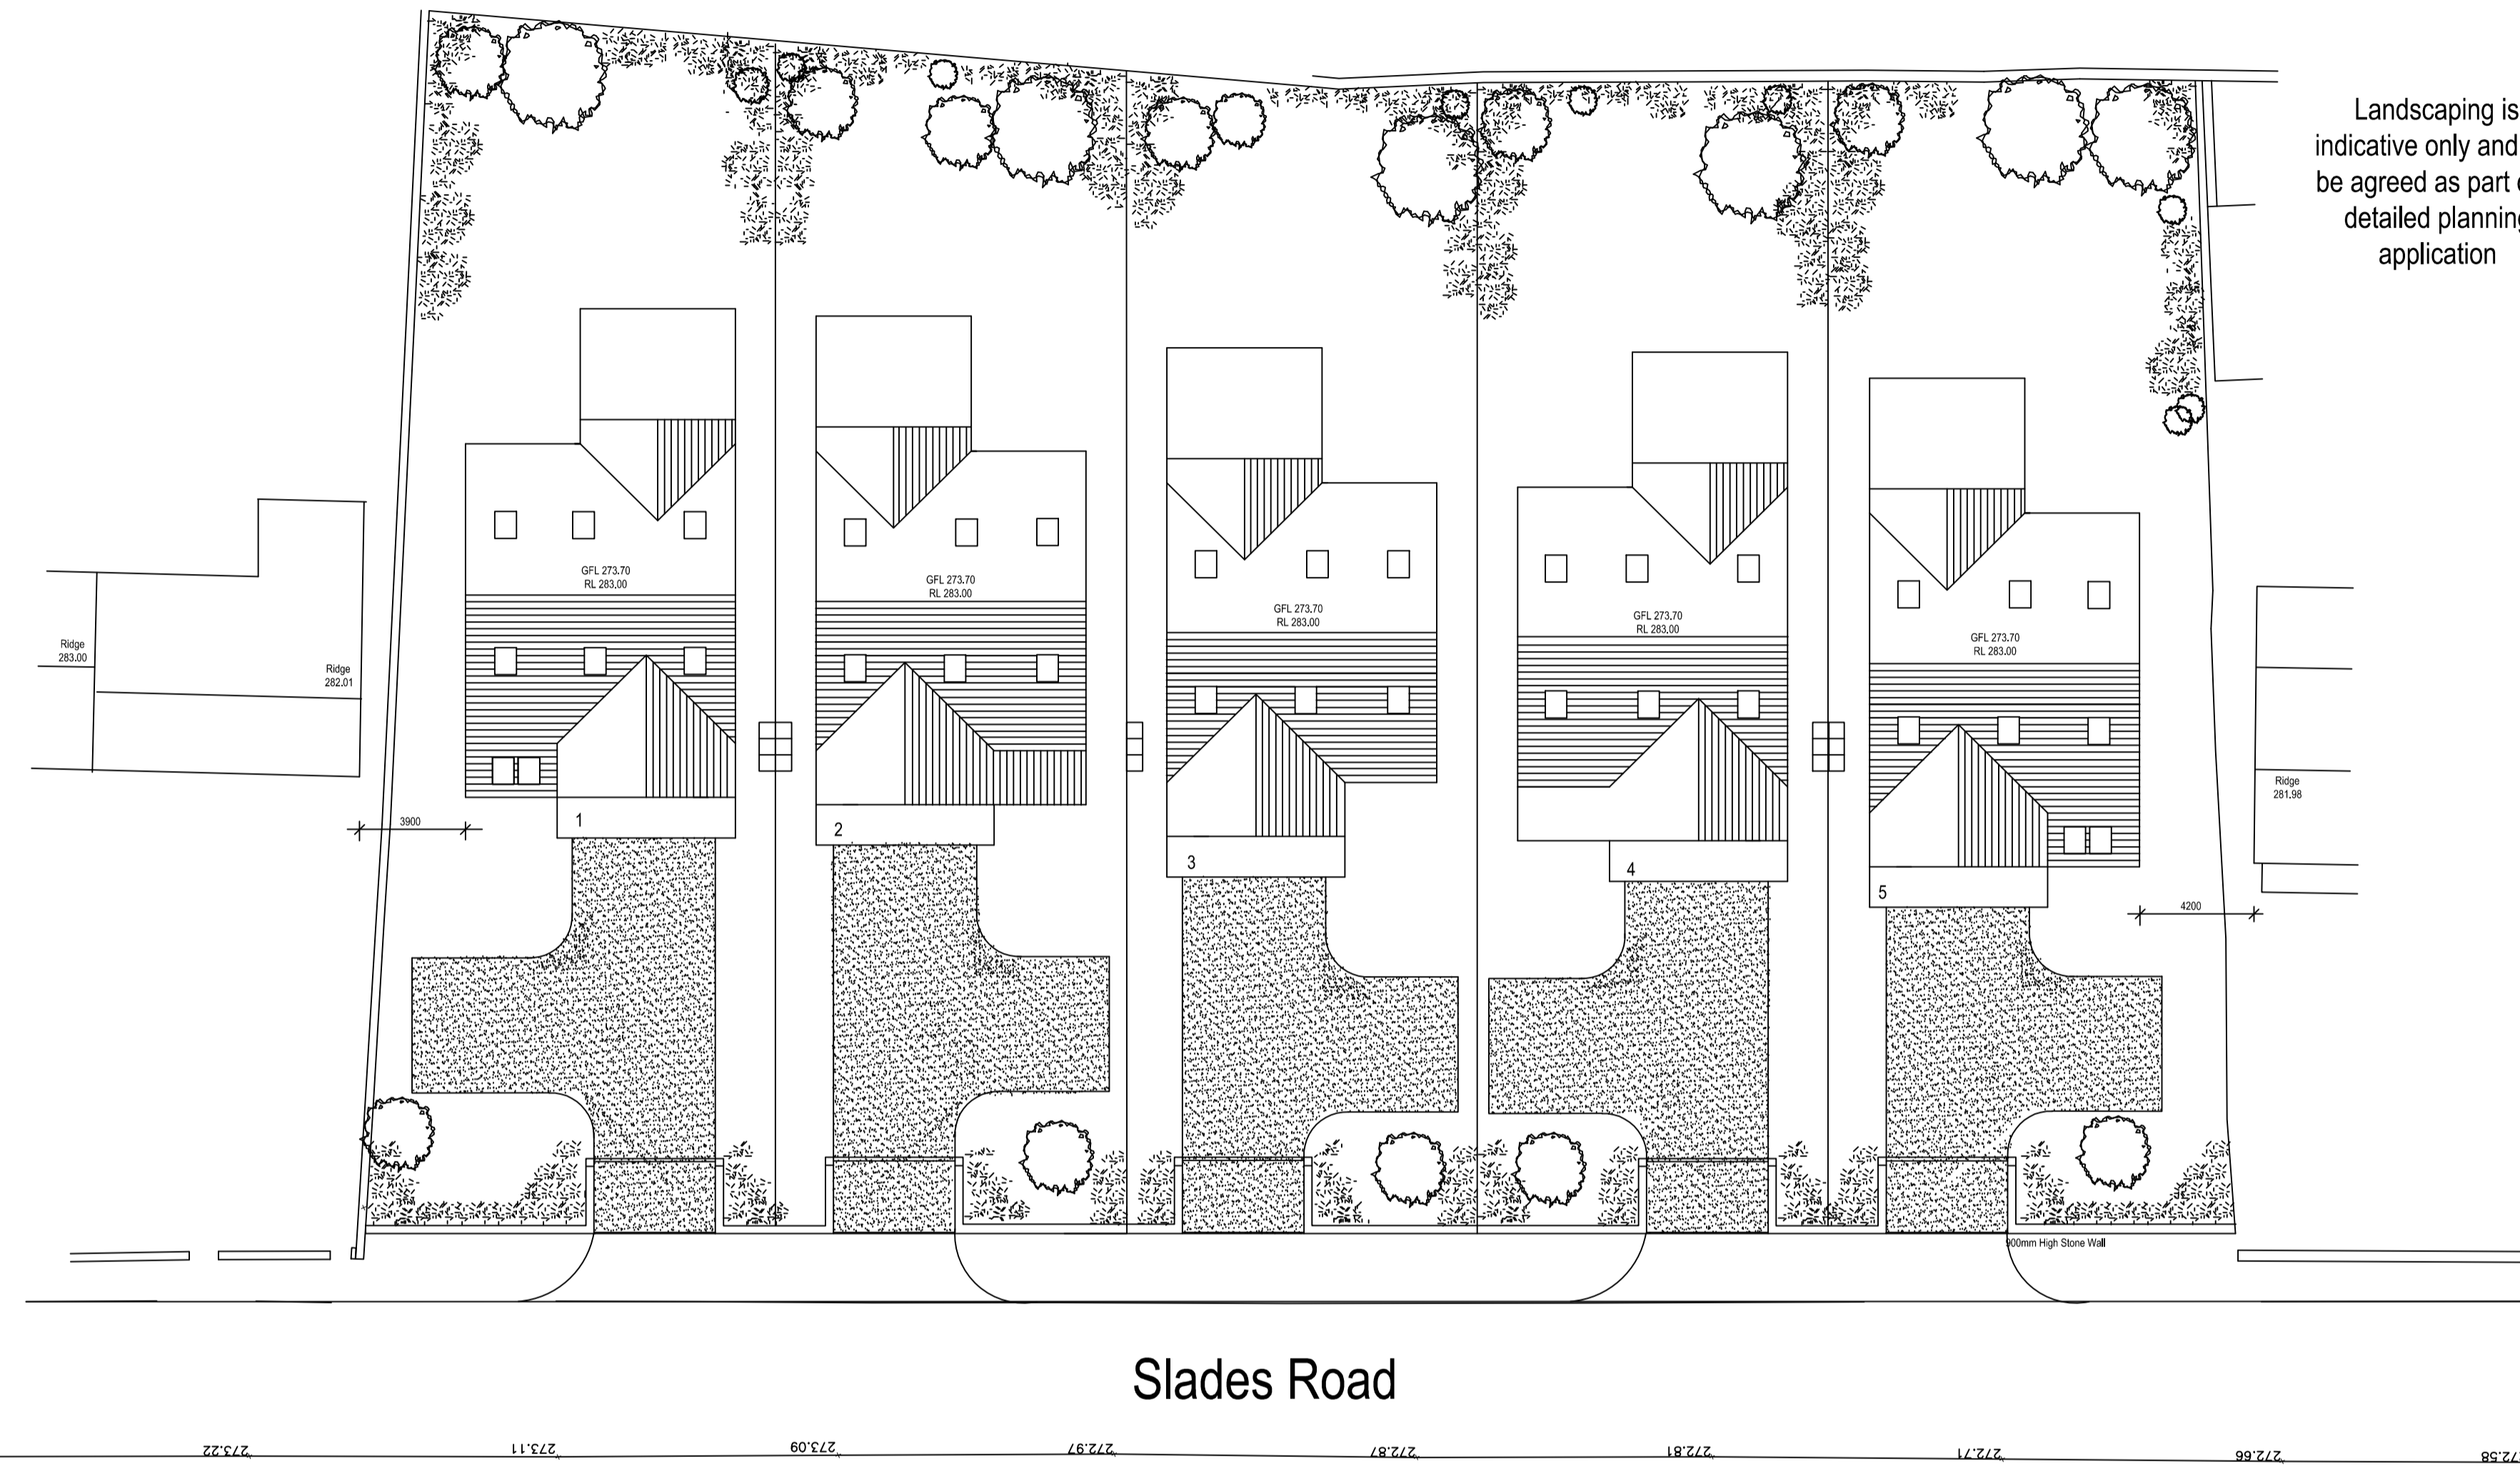 Landscaping is
indicative only and
be agreed as part
detailed planning
application
GFL 273.70
RL 283.00
GFL 273.70
RL 283.00
GFL 273.70
RL 283.00
GFL 273.70
RL 283.00
GFL 273.70
RL 283.00
Ridge
283.00
Ridge
282.01
Ridge
281.98
3900
1
2
3
4
5
4200
900mm High Stone Wall
Slades Road
273.22
273.11
273.09
272.97
272.87
272.81
272.71
272.66